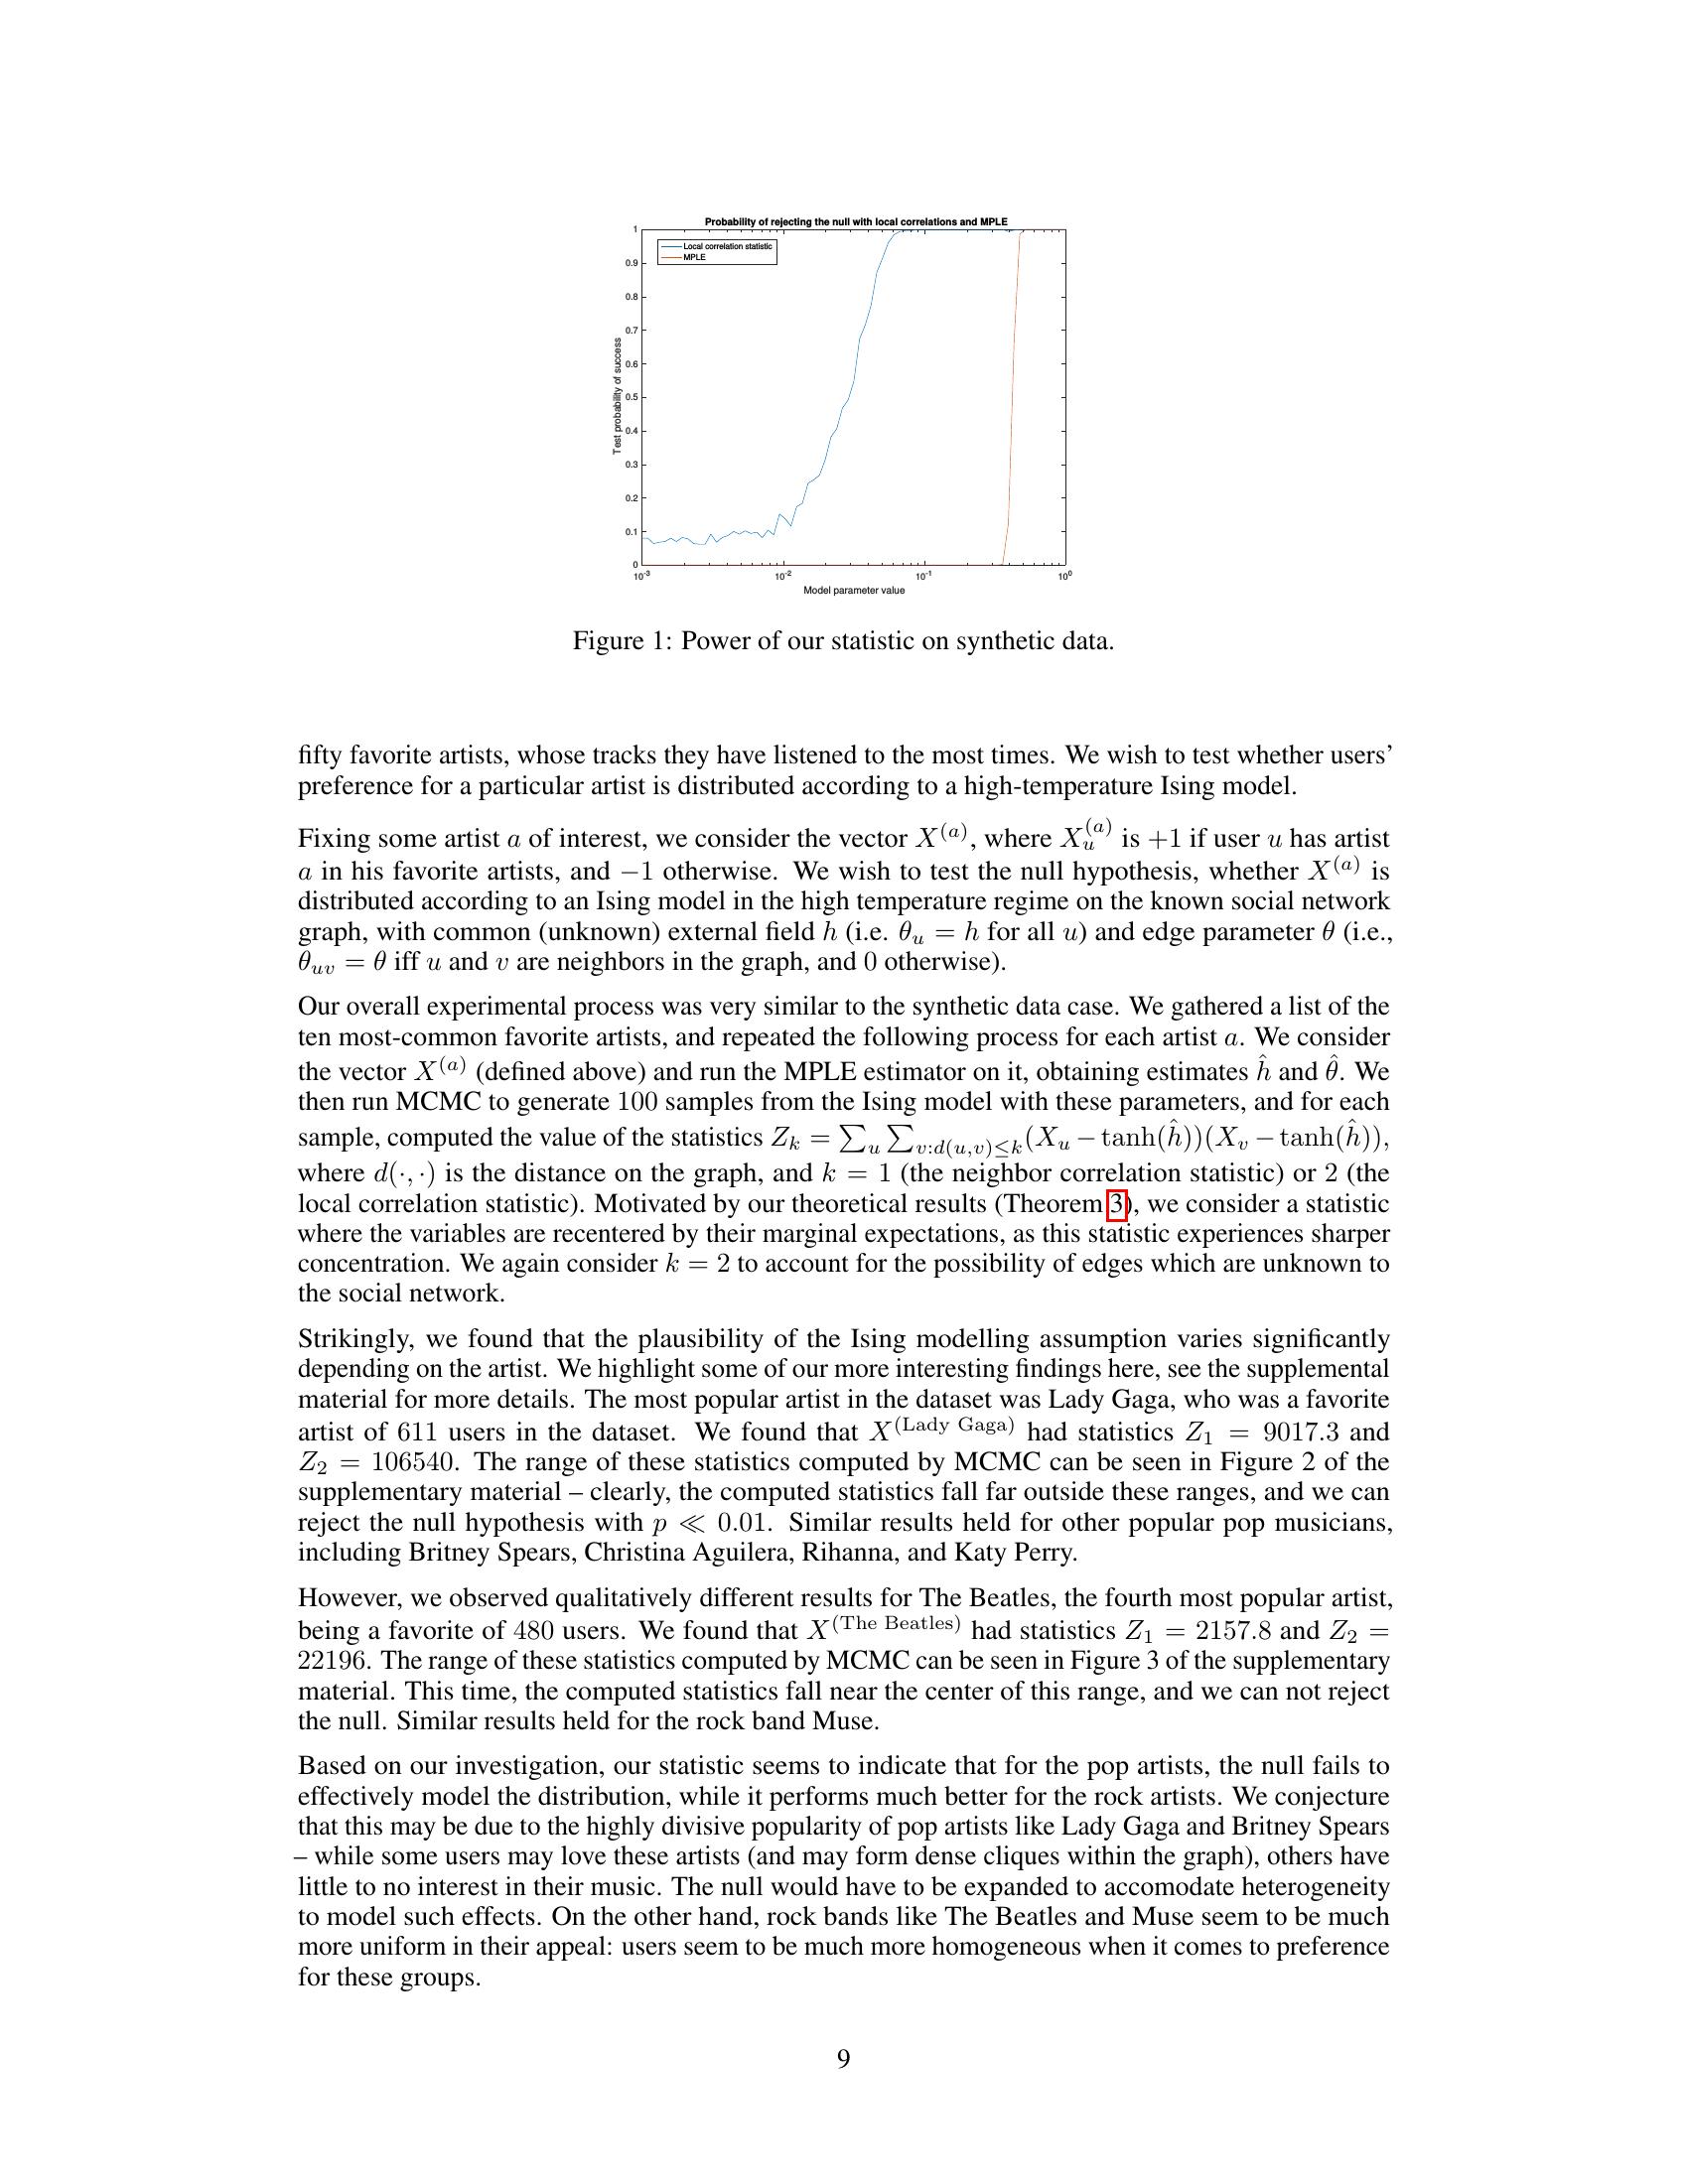 Probability of rejecting the null with local correlations and MPLE
1
Local correlation statistic
MPLE
0.9
0.8
0.7
0.6
0.5
0.4
0.3
0.2
0.1
0
Test probability of success
10^-3 10^-2 10^-1 10^0
Model parameter value
Figure 1: Power of our statistic on synthetic data.
fifty favorite artists, whose tracks they have listened to the most times. We wish to test whether users'
preference for a particular artist is distributed according to a high-temperature Ising model.
Fixing some artist a of interest, we consider the vector X^(a), where X_u^(a) is +1 if user u has artist
a in his favorite artists, and −1 otherwise. We wish to test the null hypothesis, whether X^(a) is
distributed according to an Ising model in the high temperature regime on the known social network
graph, with common (unknown) external field h (i.e. θ_u = h for all u) and edge parameter θ (i.e.,
θ_uv = θ iff u and v are neighbors in the graph, and 0 otherwise).
Our overall experimental process was very similar to the synthetic data case. We gathered a list of the
ten most-common favorite artists, and repeated the following process for each artist a. We consider
the vector X^(a) (defined above) and run the MPLE estimator on it, obtaining estimates ĥ and θ̂. We
then run MCMC to generate 100 samples from the Ising model with these parameters, and for each
sample, computed the value of the statistics Z_k = ∑_u ∑_{v:d(u,v)≤k}(X_u − tanh(ĥ))(X_v − tanh(ĥ)),
where d(·, ·) is the distance on the graph, and k = 1 (the neighbor correlation statistic) or 2 (the
local correlation statistic). Motivated by our theoretical results (Theorem 3), we consider a statistic
where the variables are recentered by their marginal expectations, as this statistic experiences sharper
concentration. We again consider k = 2 to account for the possibility of edges which are unknown to
the social network.
Strikingly, we found that the plausibility of the Ising modelling assumption varies significantly
depending on the artist. We highlight some of our more interesting findings here, see the supplemental
material for more details. The most popular artist in the dataset was Lady Gaga, who was a favorite
artist of 611 users in the dataset. We found that X^(Lady Gaga) had statistics Z_1 = 9017.3 and
Z_2 = 106540. The range of these statistics computed by MCMC can be seen in Figure 2 of the
supplementary material – clearly, the computed statistics fall far outside these ranges, and we can
reject the null hypothesis with p ≪ 0.01. Similar results held for other popular pop musicians,
including Britney Spears, Christina Aguilera, Rihanna, and Katy Perry.
However, we observed qualitatively different results for The Beatles, the fourth most popular artist,
being a favorite of 480 users. We found that X^(The Beatles) had statistics Z_1 = 2157.8 and Z_2 =
22196. The range of these statistics computed by MCMC can be seen in Figure 3 of the supplementary
material. This time, the computed statistics fall near the center of this range, and we can not reject
the null. Similar results held for the rock band Muse.
Based on our investigation, our statistic seems to indicate that for the pop artists, the null fails to
effectively model the distribution, while it performs much better for the rock artists. We conjecture
that this may be due to the highly divisive popularity of pop artists like Lady Gaga and Britney Spears
– while some users may love these artists (and may form dense cliques within the graph), others have
little to no interest in their music. The null would have to be expanded to accomodate heterogeneity
to model such effects. On the other hand, rock bands like The Beatles and Muse seem to be much
more uniform in their appeal: users seem to be much more homogeneous when it comes to preference
for these groups.
9